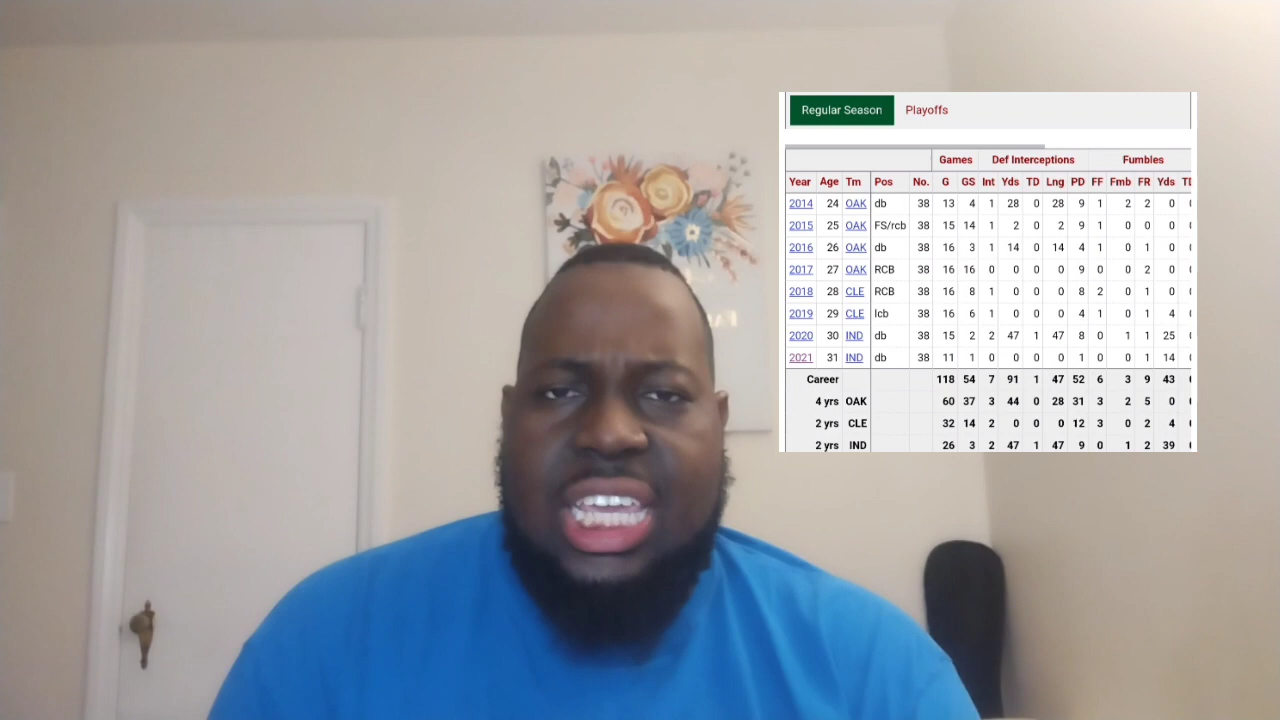 Regular Season Playoffs
Games Def Interceptions Fumbles
Year Age Tm Pos No. G GS Int Yds TD Lng PD FF Fmb FR Yds
2014 24 OAK db 38 13 4 1 28 0 28 9 1 2 2 0
2015 25 OAK FS/rcb 38 15 14 1 2 0 2 9 1 0 0 0
2016 26 OAK db 38 16 3 1 14 0 14 4 1 0 1 0
2017 27 OAK RCB 38 16 16 0 0 0 0 9 0 0 2 0
2018 28 CLE RCB 38 16 8 1 0 0 0 8 2 0 1 0
2019 29 CLE lcb 38 16 6 1 0 0 0 4 1 0 1 4
2020 30 IND db 38 15 2 2 47 1 47 8 0 1 1 25
2021 31 IND db 38 11 1 0 0 0 0 1 0 0 1 14
Career 118 54 7 91 1 47 52 6 3 9 43
4 yrs OAK 60 37 3 44 0 28 31 3 2 5 0
2 yrs CLE 32 14 2 0 0 0 12 3 0 2 4
2 yrs IND 26 3 2 47 1 47 9 0 1 2 39